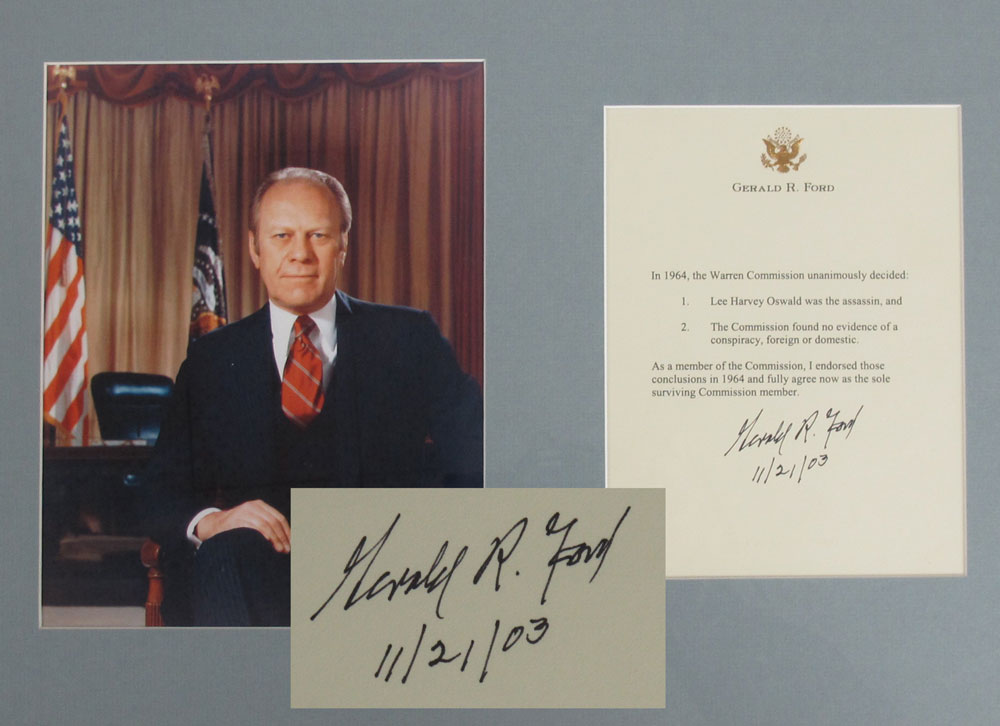 GERALD R. FORD
In 1964, the Warren Commission unanimously decided:
1. Lee Harvey Oswald was the assassin, and
2. The Commission found no evidence of a
conspiracy, foreign or domestic.
As a member of the Commission, I endorsed those
conclusions in 1964 and fully agree now as the sole
surviving Commission member.
Gerald R. Ford
11/21/03
Gerald R. Ford
11/21/03